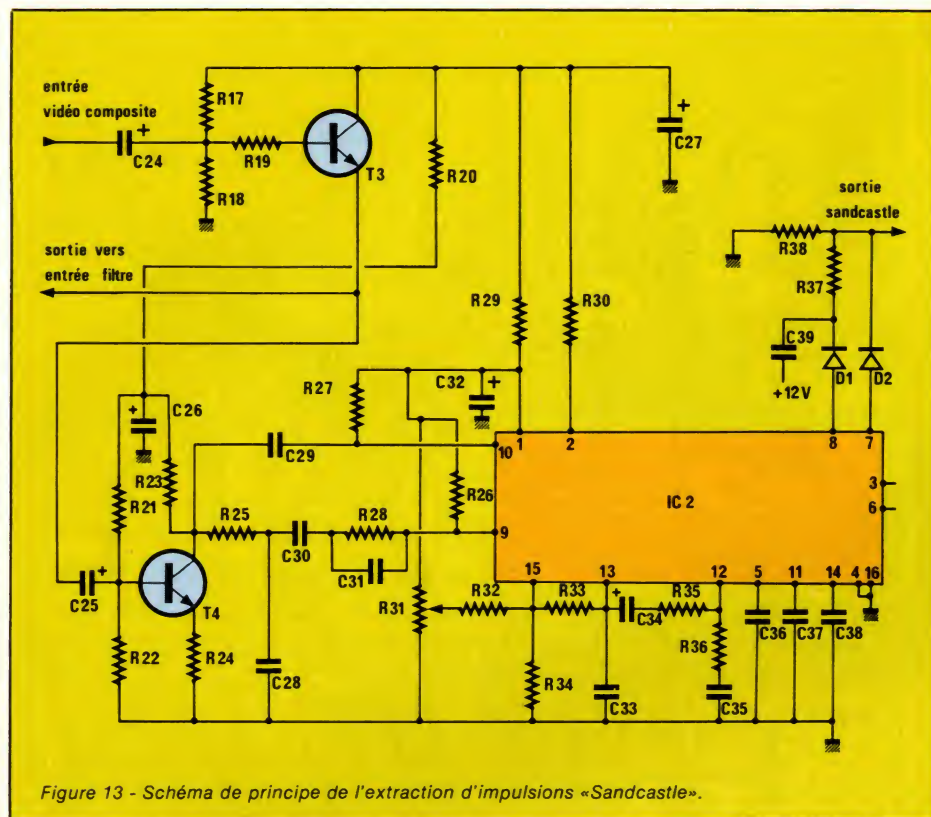 entrée
vidéo composite
C24
+
R17
R18
R19
T3
R20
C27
+
sortie vers
entrée filtre
sortie
sandcastle
R38
R37
C39
+12V
D1
D2
R29
R30
R27
C32
+
C26
+
R23
R21
C29
R26
R25
C30
R28
C31
C25
+
T4
R22
R24
C28
R31
R32
R33
R34
C33
C34
+
R35
R36
C35
C36
C37
C38
IC 2
10
1
2
8
7
3
6
9
15
13
12
5
11
14
4
16
Figure 13 - Schéma de principe de l'extraction d'impulsions «Sandcastle».